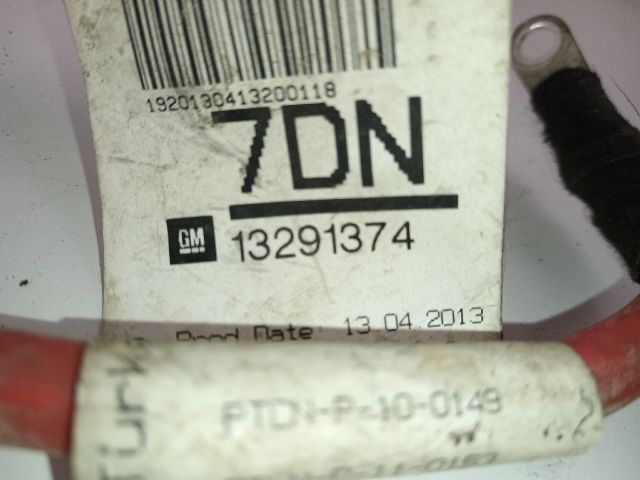 1920130413200118
7DN
GM 13291374
Prod Date: 13.04.2013
PTDN-P-10-0149